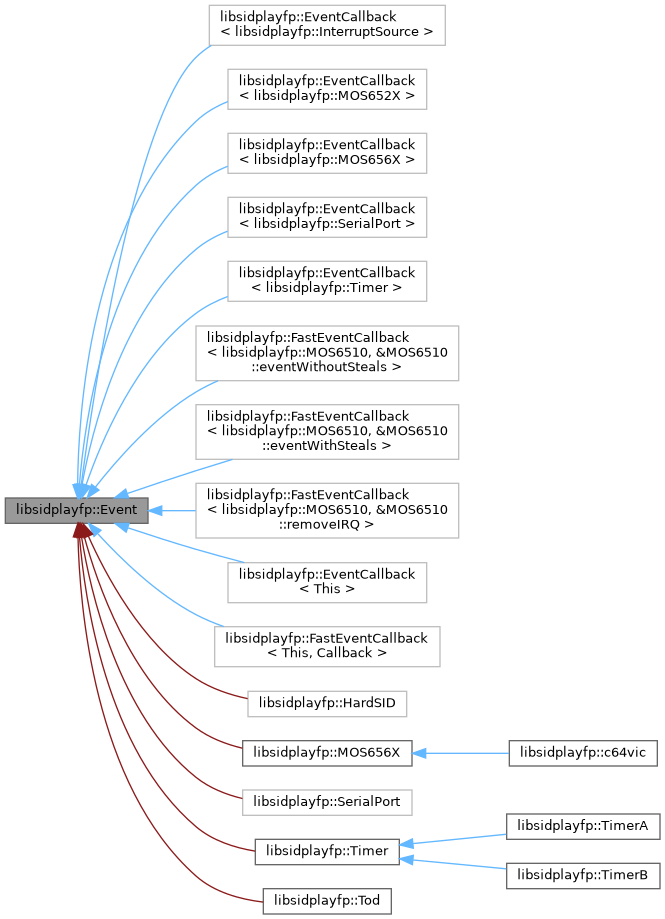 libsidplayfp::EventCallback
< libsidplayfp::InterruptSource >
libsidplayfp::EventCallback
< libsidplayfp::MOS652X >
libsidplayfp::EventCallback
< libsidplayfp::MOS656X >
libsidplayfp::EventCallback
< libsidplayfp::SerialPort >
libsidplayfp::EventCallback
< libsidplayfp::Timer >
libsidplayfp::FastEventCallback
< libsidplayfp::MOS6510, &MOS6510
::eventWithoutSteals >
libsidplayfp::FastEventCallback
< libsidplayfp::MOS6510, &MOS6510
::eventWithSteals >
libsidplayfp::Event
libsidplayfp::FastEventCallback
< libsidplayfp::MOS6510, &MOS6510
::removeIRQ >
libsidplayfp::EventCallback
< This >
libsidplayfp::FastEventCallback
< This, Callback >
libsidplayfp::HardSID
libsidplayfp::MOS656X
libsidplayfp::c64vic
libsidplayfp::SerialPort
libsidplayfp::Timer
libsidplayfp::TimerA
libsidplayfp::TimerB
libsidplayfp::Tod